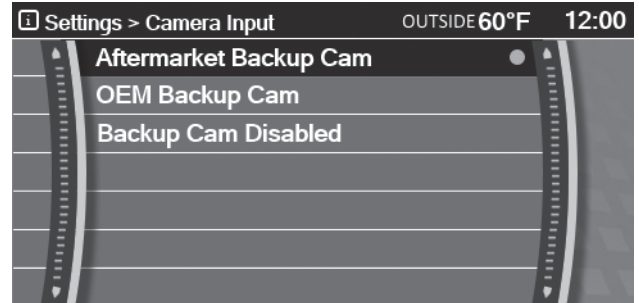 i Settings > Camera Input OUTSIDE 60°F 12:00
Aftermarket Backup Cam
OEM Backup Cam
Backup Cam Disabled